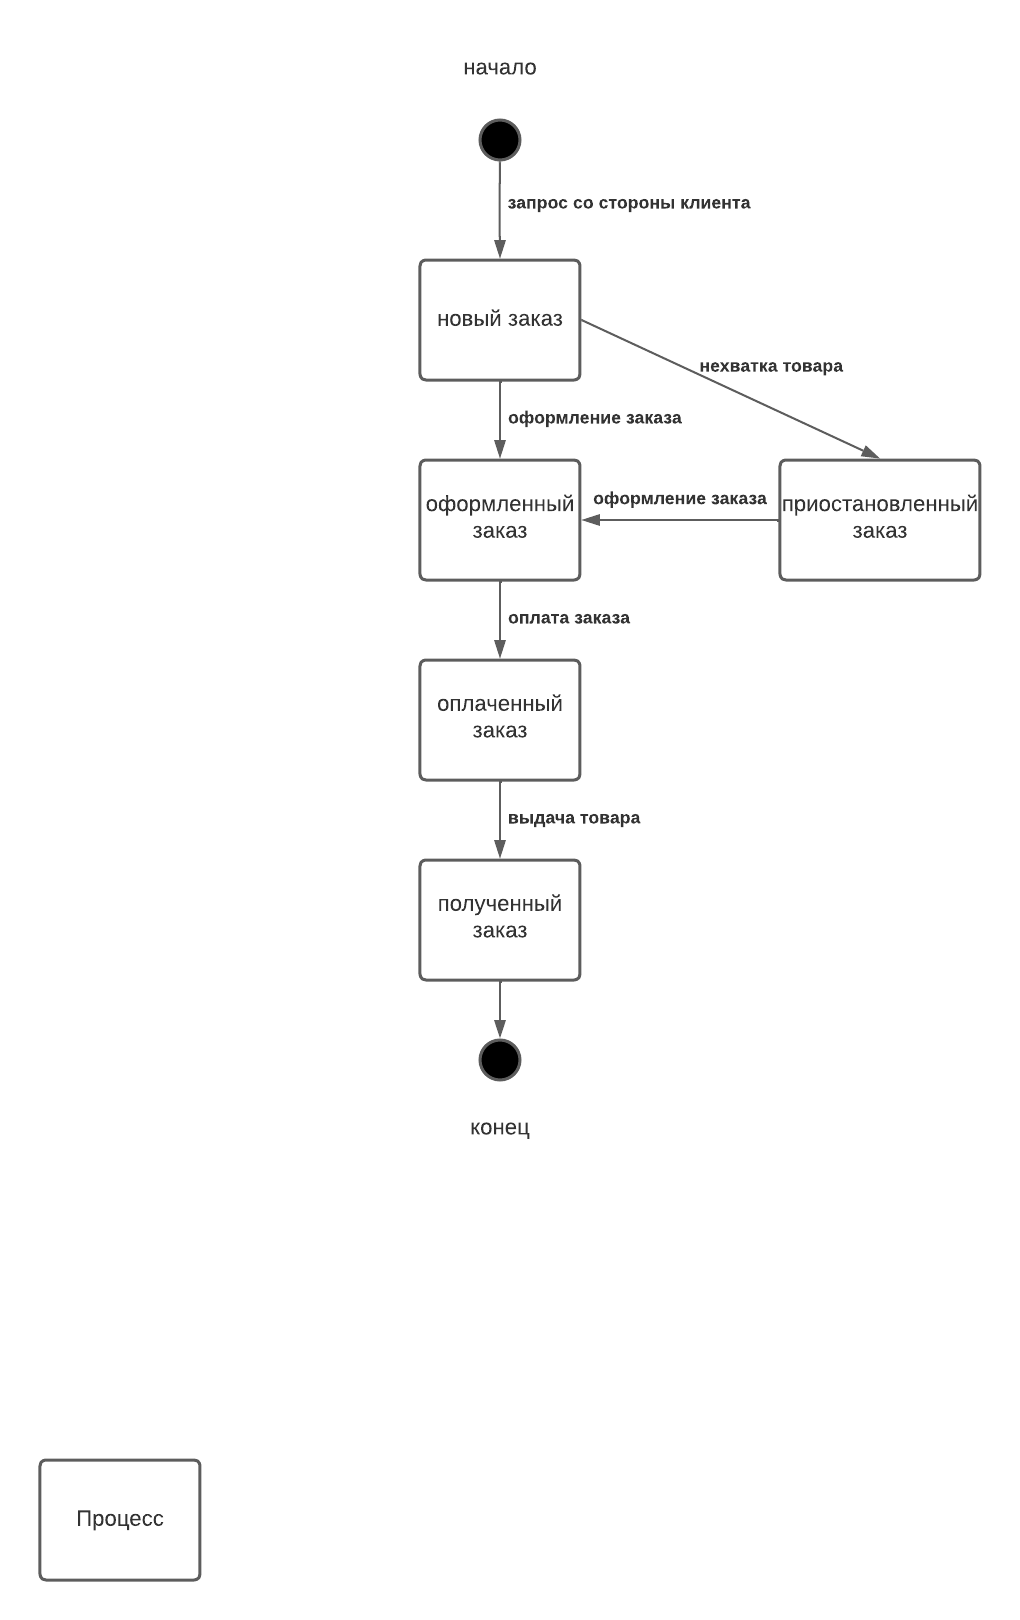 начало
запрос со стороны клиента
новый заказ
нехватка товара
оформление заказа
оформленный
заказ
оформление заказа
приостановленный
заказ
оплата заказа
оплаченный
заказ
выдача товара
полученный
заказ
конец
Процесс